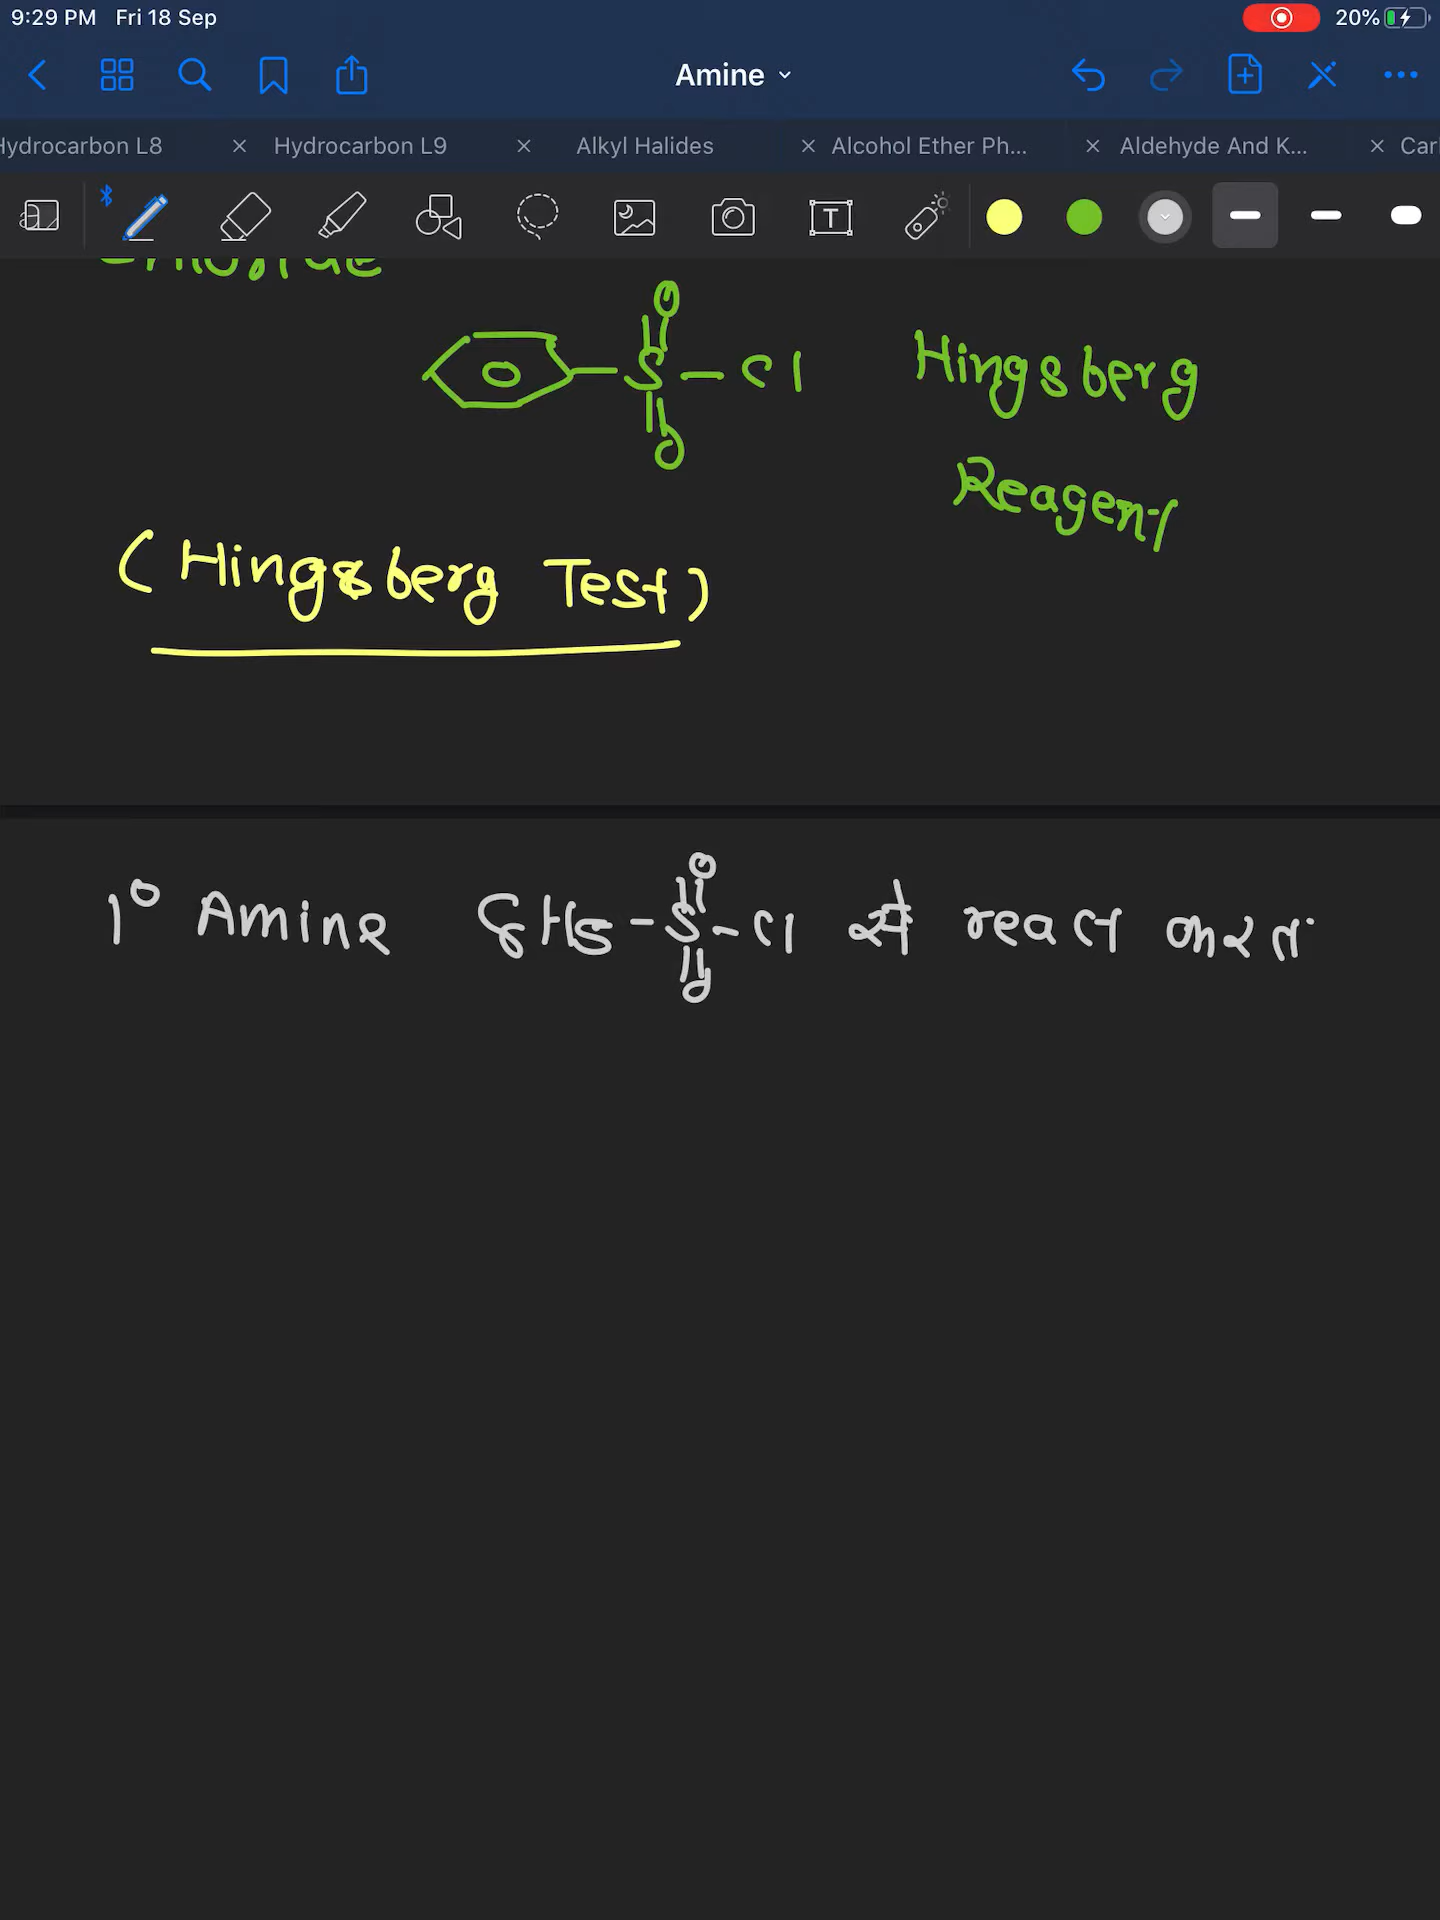 9:29 PM Fri 18 Sep 20%
Amine
Hydrocarbon L8 Hydrocarbon L9 Alkyl Halides Alcohol Ether Ph... Aldehyde And K... Car
T
O
S - Cl Hingsberg
O
Reagent
(Hingsberg Test)
O
1° Amine C6H5 - S - Cl से react करत
O